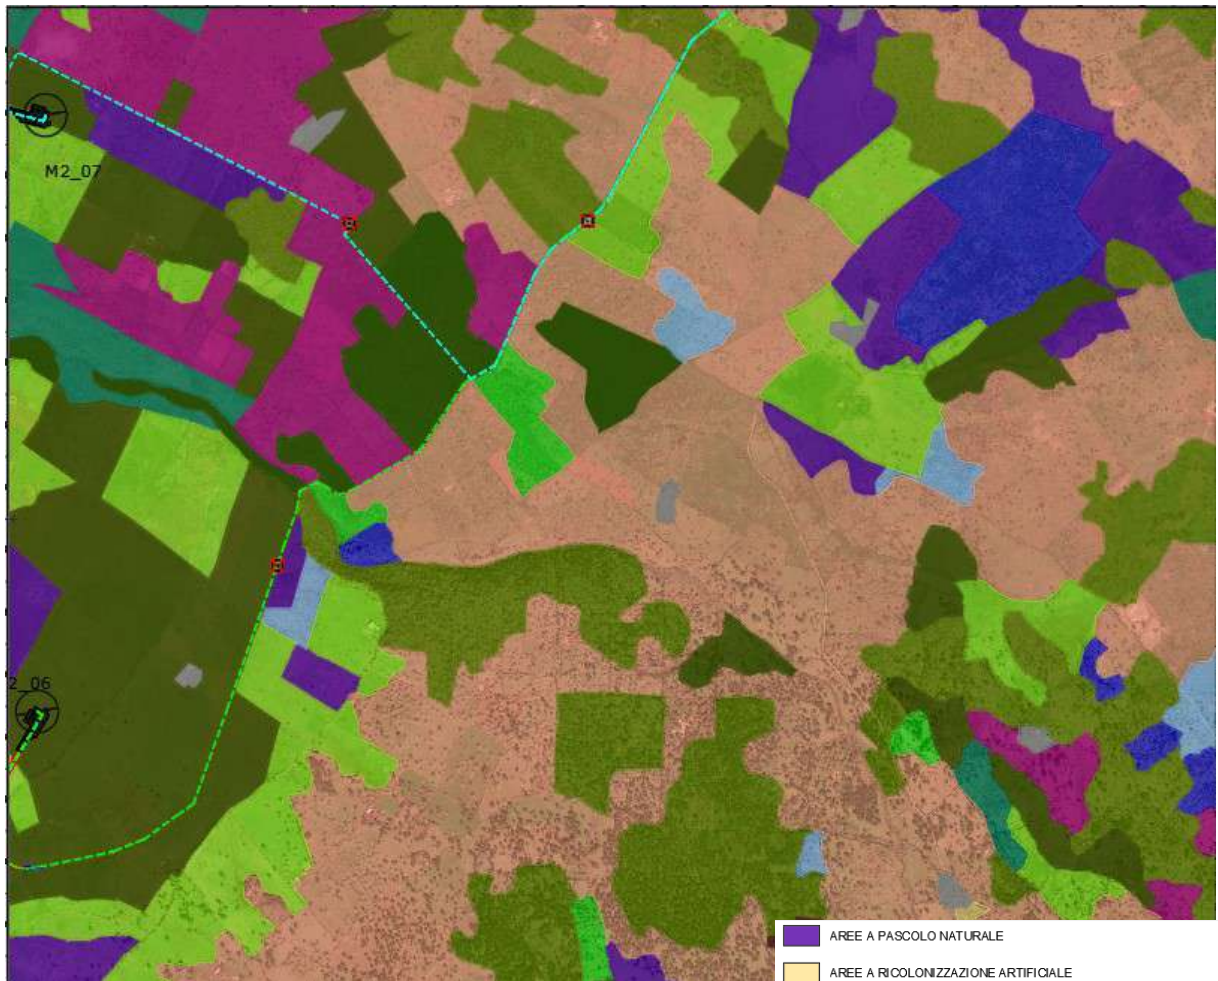 M2_07
2_06
AREE A PASCOLO NATURALE
AREE A RICOLONIZZAZIONE ARTIFICIALE